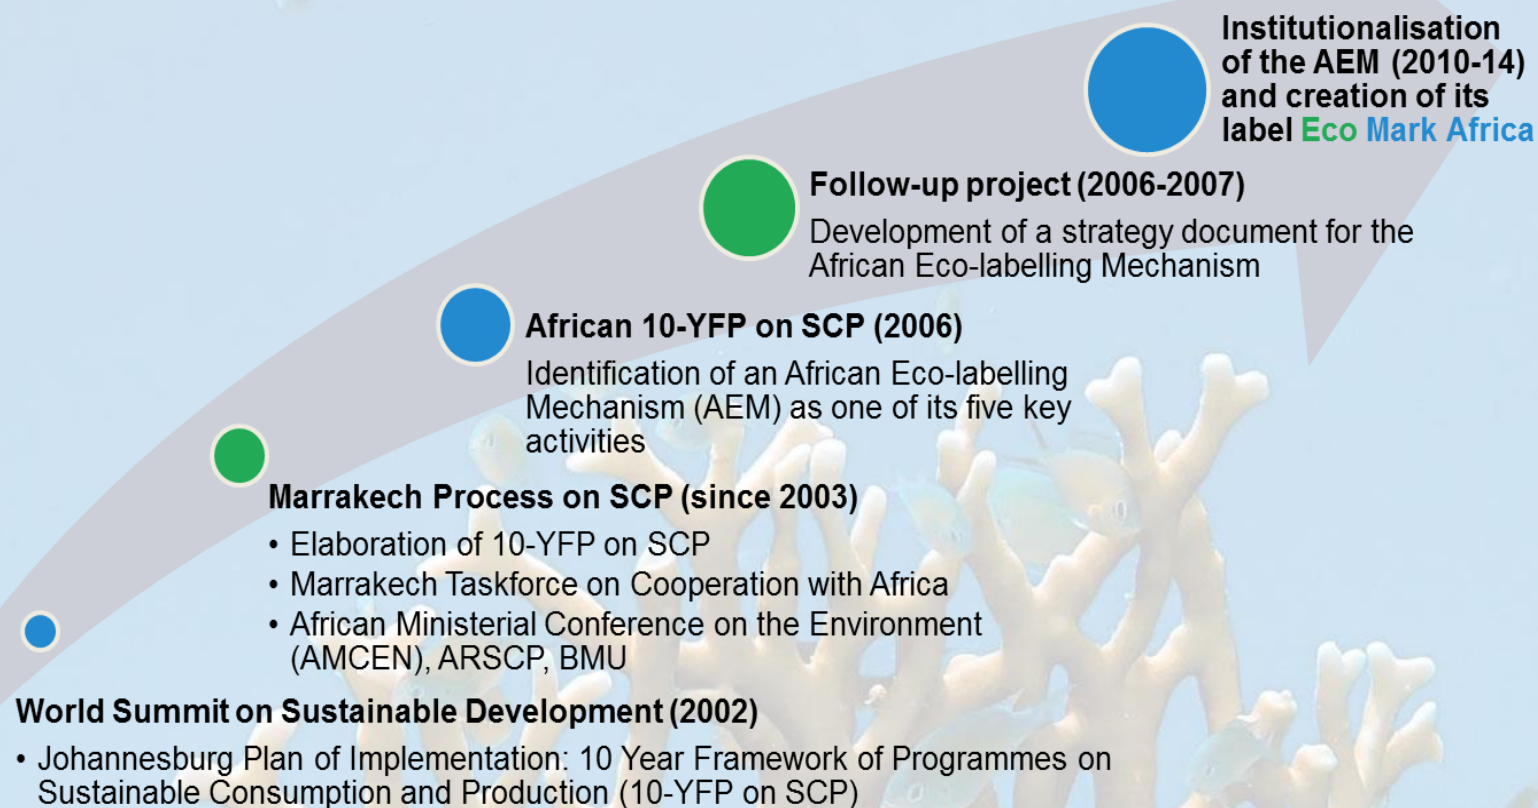 Institutionalisation
of the AEM (2010-14)
and creation of its
label Eco Mark Africa
Follow-up project (2006-2007)
Development of a strategy document for the
African Eco-labelling Mechanism
African 10-YFP on SCP (2006)
Identification of an African Eco-labelling
Mechanism (AEM) as one of its five key
activities
Marrakech Process on SCP (since 2003)
• Elaboration of 10-YFP on SCP
• Marrakech Taskforce on Cooperation with Africa
• African Ministerial Conference on the Environment
(AMCEN), ARSCP, BMU
World Summit on Sustainable Development (2002)
• Johannesburg Plan of Implementation: 10 Year Framework of Programmes on
Sustainable Consumption and Production (10-YFP on SCP)